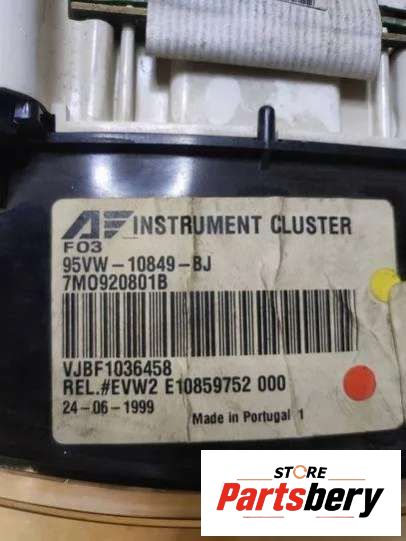 AF INSTRUMENT CLUSTER
F03
95VW-10849-BJ
7M0920801B
VJBF1036458
REL.#EVW2 E10859752 000
24-06-1999 Made in Portugal 1
STORE
Partsbery